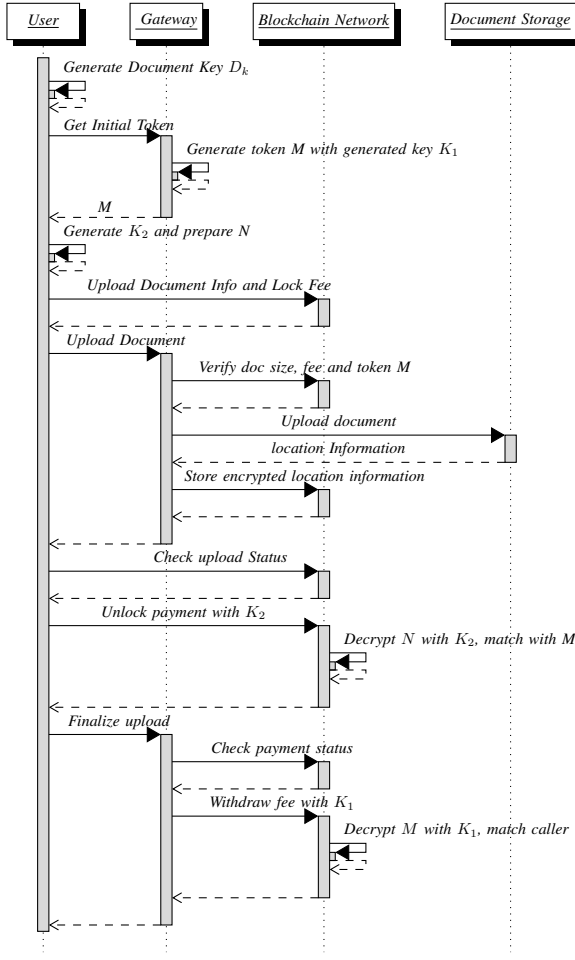 User
Gateway
Blockchain Network
Document Storage
Generate Document Key D_k
Get Initial Token
Generate token M with generated key K_1
M
Generate K_2 and prepare N
Upload Document Info and Lock Fee
Upload Document
Verify doc size, fee and token M
Upload document
location Information
Store encrypted location information
Check upload Status
Unlock payment with K_2
Decrypt N with K_2, match with M
Finalize upload
Check payment status
Withdraw fee with K_1
Decrypt M with K_1, match caller